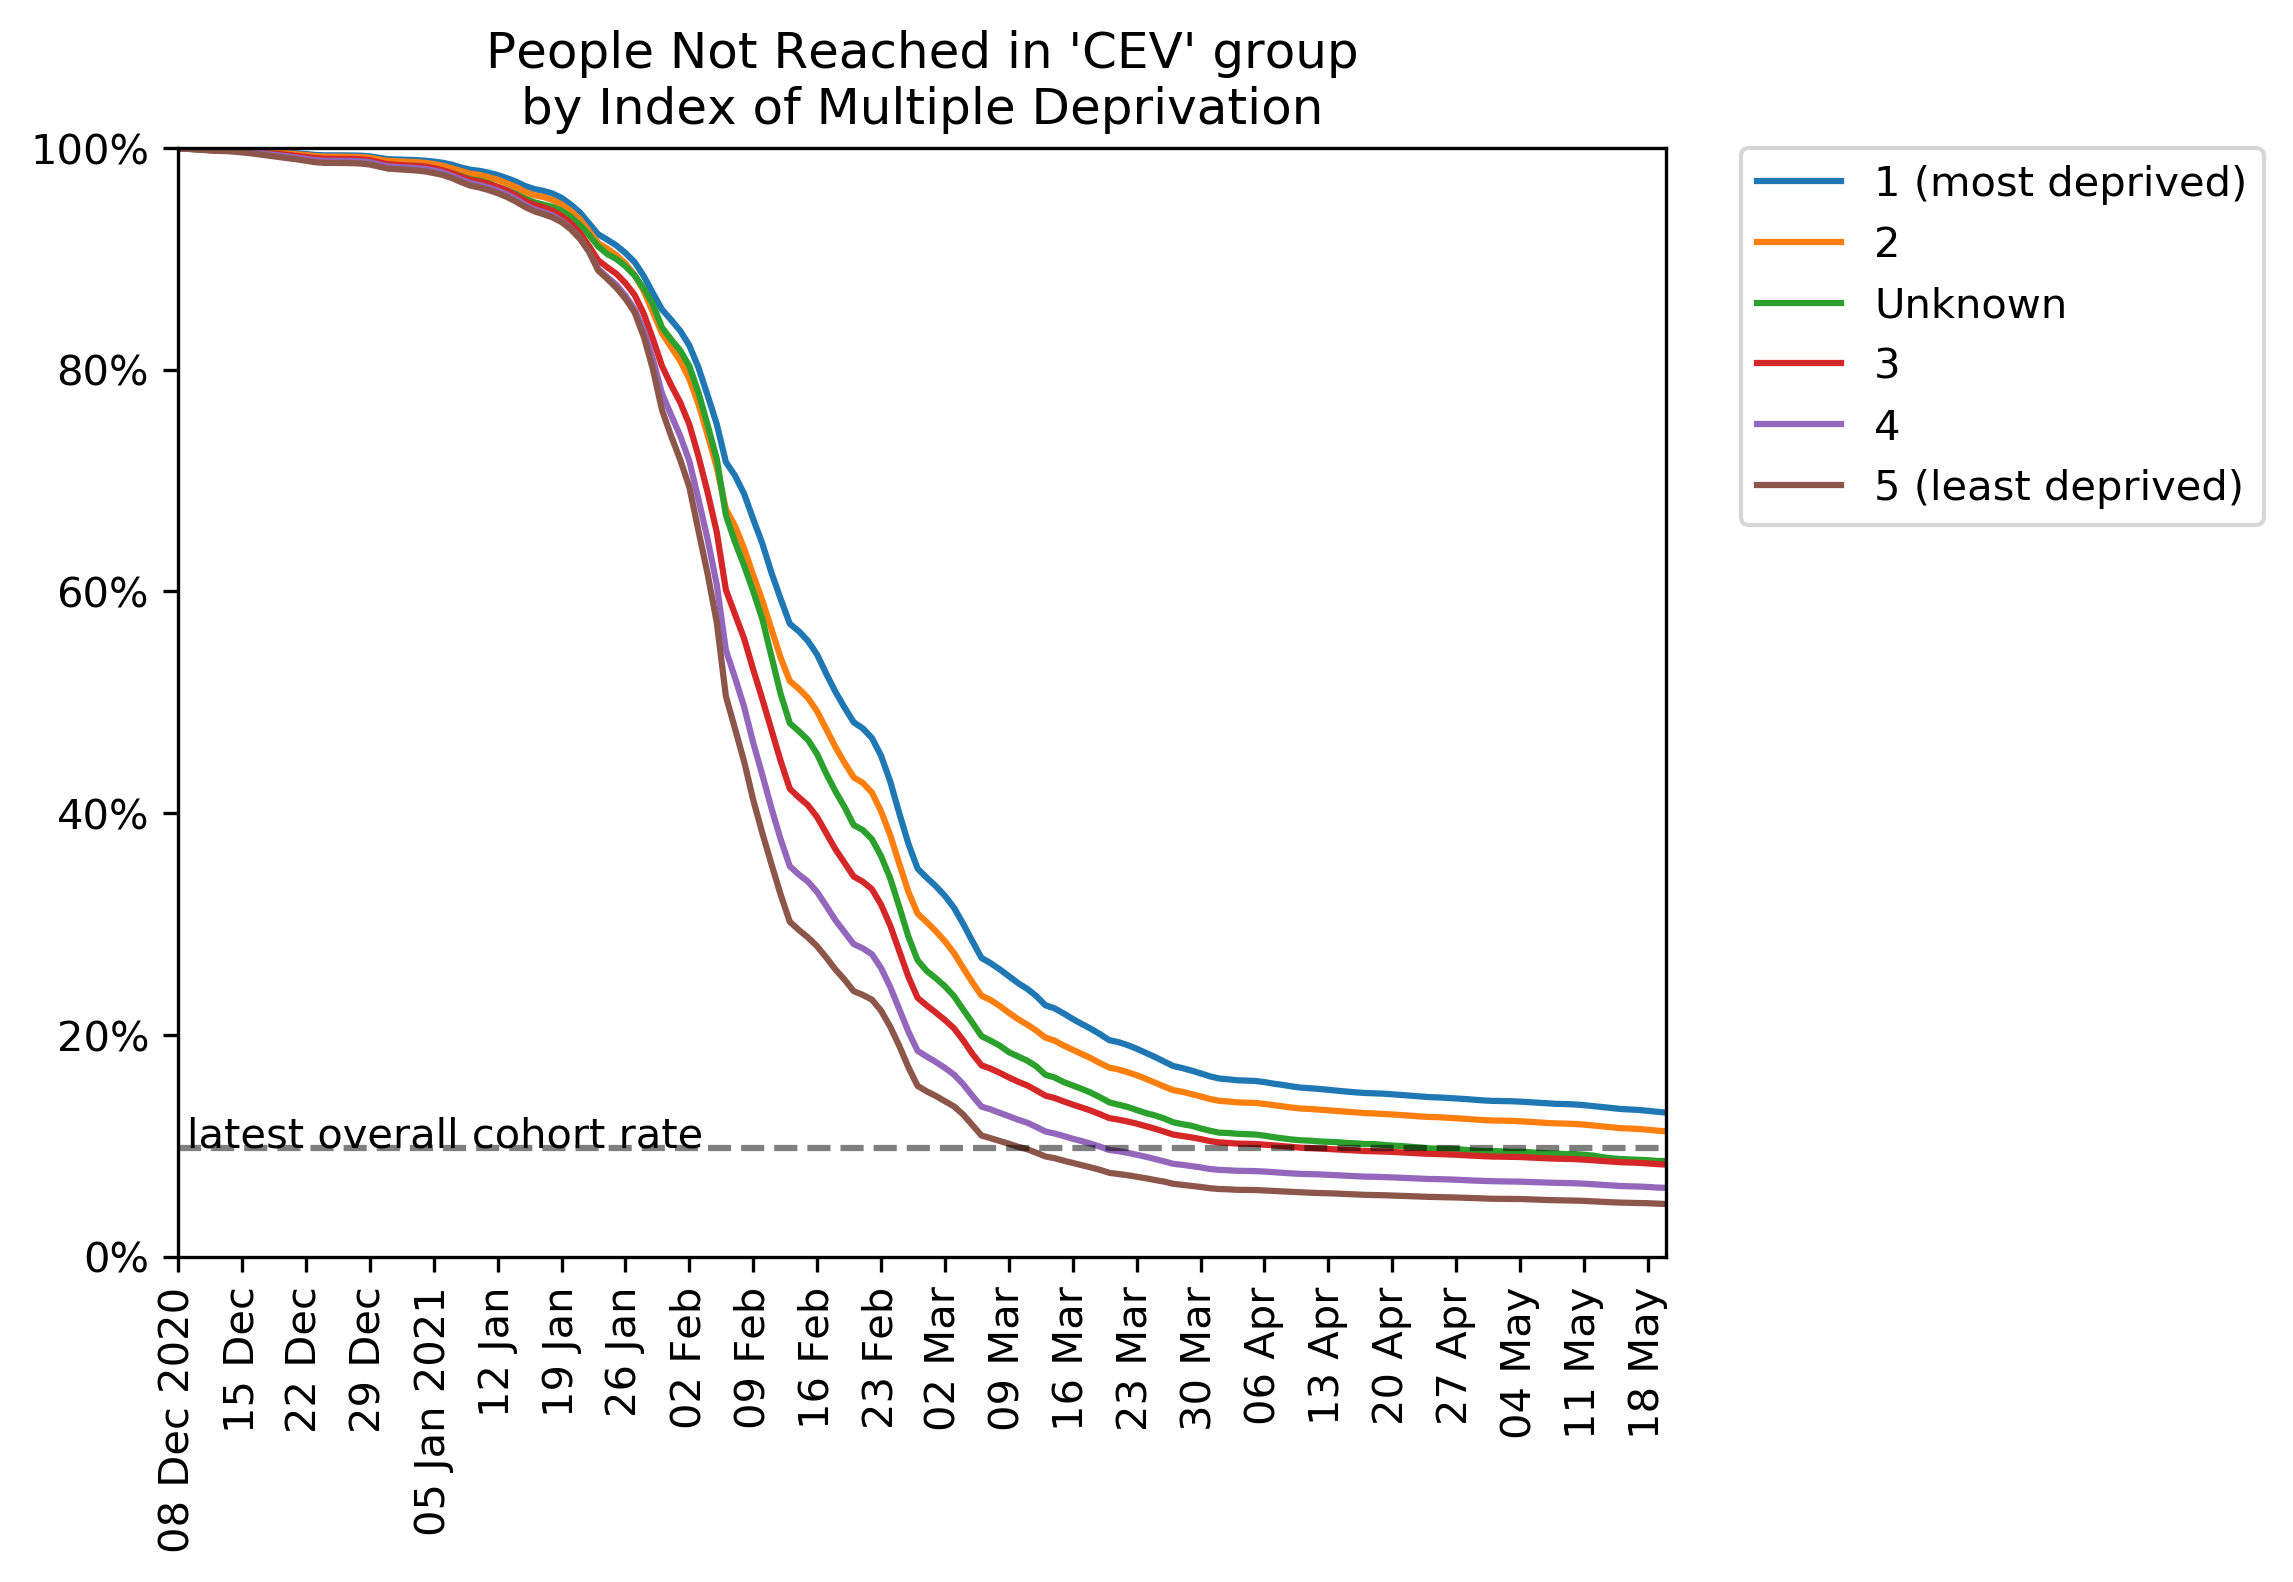 People Not Reached in 'CEV' group
by Index of Multiple Deprivation
100%
80%
60%
40%
20%
0%
latest overall cohort rate
08 Dec 2020
15 Dec
22 Dec
29 Dec
05 Jan 2021
12 Jan
19 Jan
26 Jan
02 Feb
09 Feb
16 Feb
23 Feb
02 Mar
09 Mar
16 Mar
23 Mar
30 Mar
06 Apr
13 Apr
20 Apr
27 Apr
04 May
11 May
18 May
1 (most deprived)
2
Unknown
3
4
5 (least deprived)